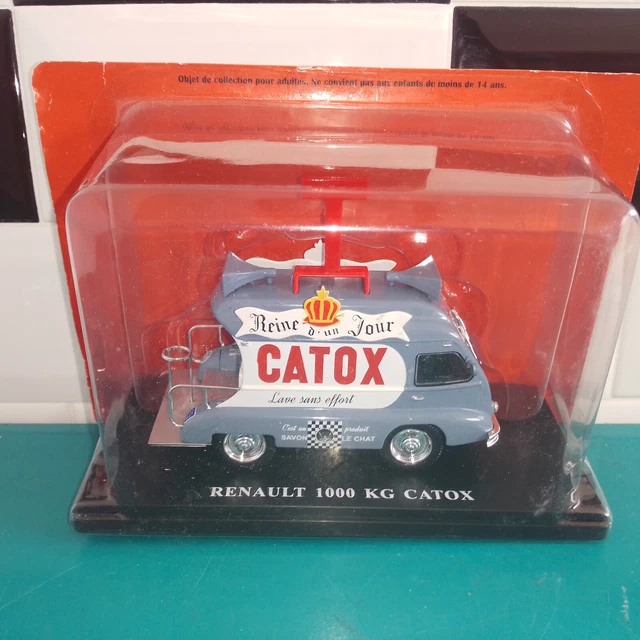 Objet de collection pour adultes. Ne convient pas aux enfants de moins de 14 ans.
Reine d'un Jour
CATOX
Lave sans effort
C'est un produit
SAVON LE CHAT
RENAULT 1000 KG CATOX